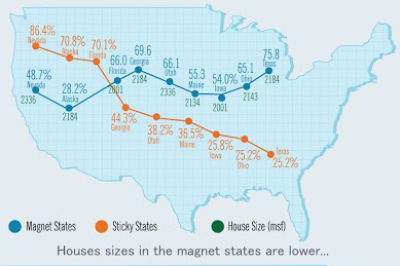 86.4%
Nevada
70.8%
Alaska
70.1%
Florida
48.7%
Nevada
2336
28.2%
Alaska
2184
66.0
Florida
2001
69.6
Georgia
2184
66.1
Utah
2336
55.3
Maine
2134
54.0%
Iowa
2001
65.1
Ohio
2143
75.8
Texas
2184
44.3%
Georgia
38.2%
Utah
36.5%
Maine
25.8%
Iowa
25.2%
Ohio
Texas
25.2%
Magnet States Sticky States House Size (msf)
Houses sizes in the magnet states are lower...